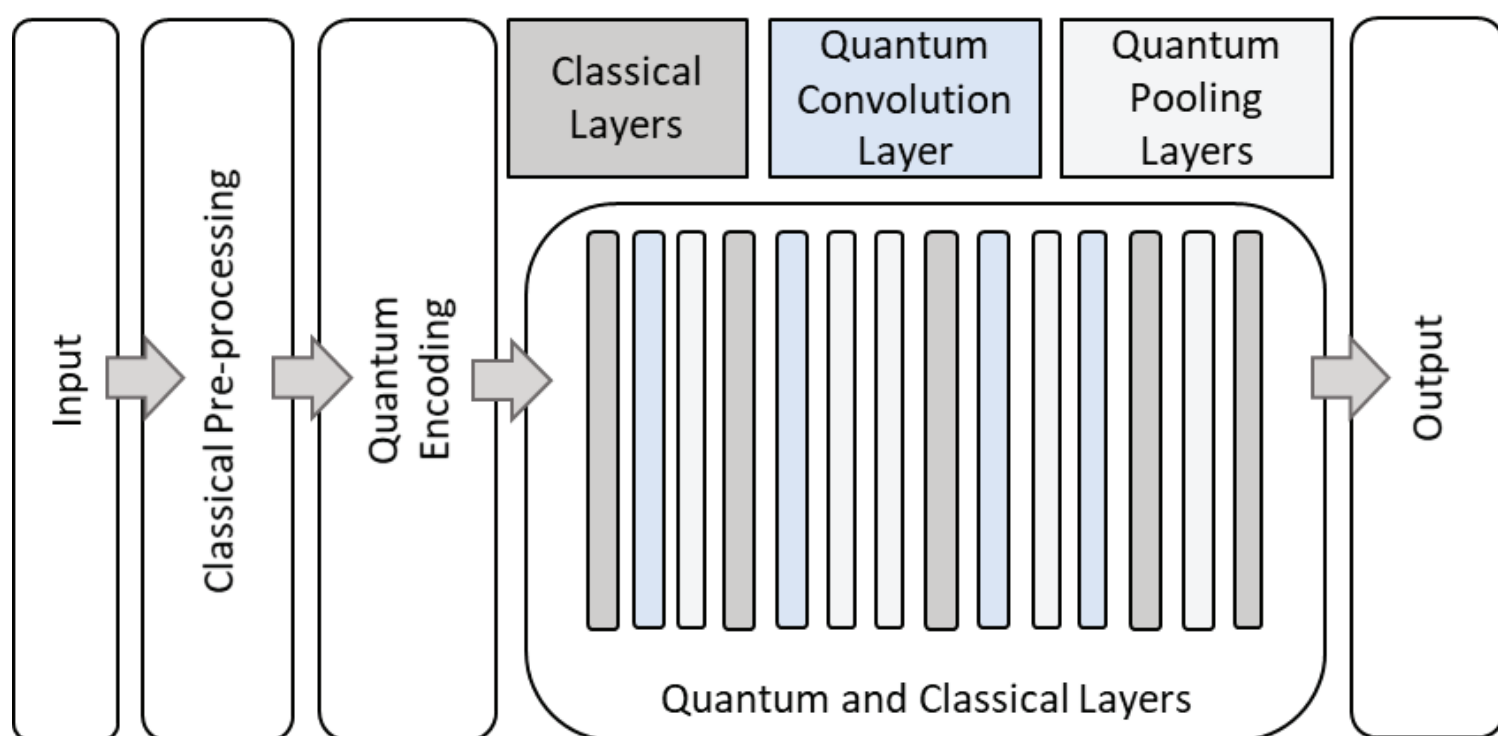 Input
Classical Pre-processing
Quantum
Encoding
Classical
Layers
Quantum
Convolution
Layer
Quantum
Pooling
Layers
Quantum and Classical Layers
Output